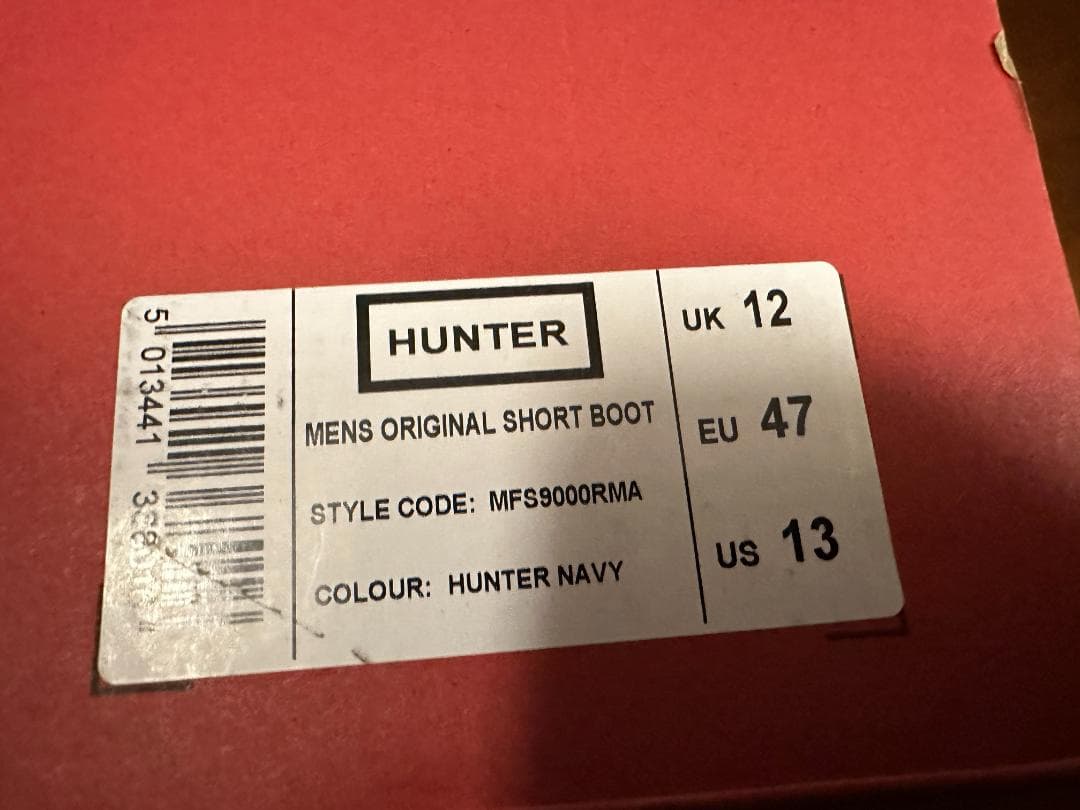 HUNTER
MENS ORIGINAL SHORT BOOT
STYLE CODE: MFS9000RMA
COLOUR: HUNTER NAVY
UK 12
EU 47
US 13
5 013441